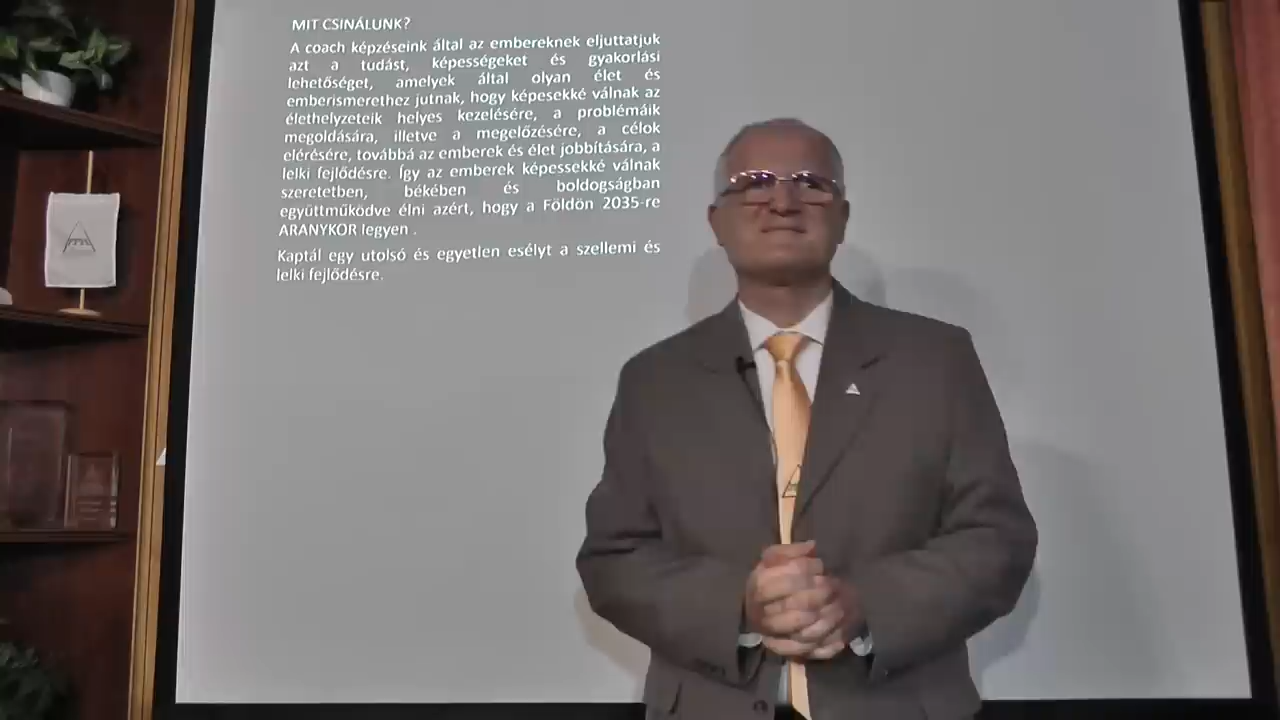 MIT CSINÁLUNK?
A coach képzéseink által az embereknek eljuttatjuk
azt a tudást, képességeket és gyakorlási
lehetőséget, amelyek által olyan élet és
emberismerethez jutnak, hogy képesekké válnak az
élethelyzeteik helyes kezelésére, a problémáik
megoldására, illetve a megelőzésére, a célok
elérésére, továbbá az emberek és élet jobbítására, a
lelki fejlődésre. Így az emberek képessekké válnak
szeretetben, békében és boldogságban
együttműködve élni azért, hogy a Földön 2035-re
ARANYKOR legyen .
Kaptál egy utolsó és egyetlen esélyt a szellemi és
lelki fejlődésre.